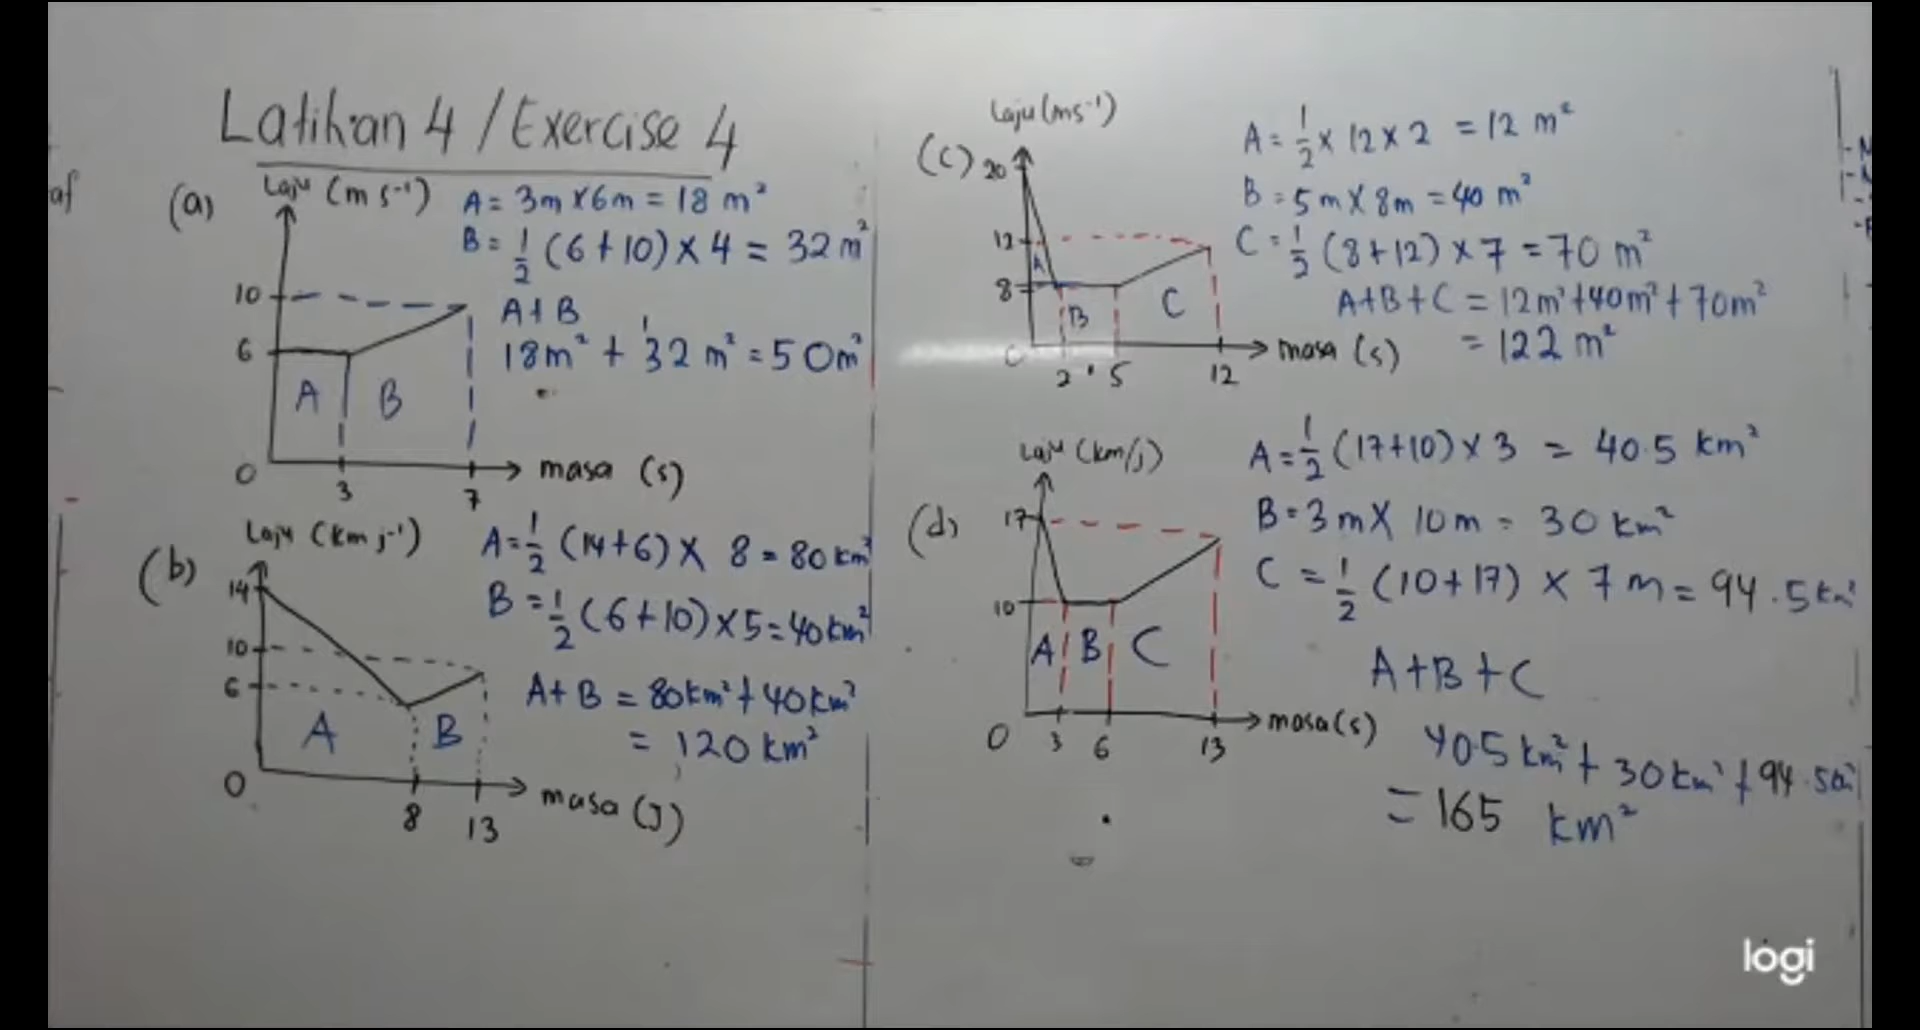 Latihan 4 / Exercise 4
af
(a)
Laju (m s⁻¹)
10
6
0
A
B
3
7
masa (s)
A = 3m x 6m = 18 m²
B = 1/2 (6 + 10) x 4 = 32 m²
A + B
18m² + 32 m² = 50m²
(b)
Laju (km j⁻¹)
14
10
6
0
A
B
8
13
masa (j)
A = 1/2 (14+6) x 8 = 80 km²
B = 1/2 (6+10) x 5 = 40 km²
A + B = 80km² + 40km²
= 120 km²
(c)
Laju (ms⁻¹)
20
12
8
0
A
B
C
2
5
12
masa (s)
A = 1/2 x 12 x 2 = 12 m²
B = 5m x 8m = 40 m²
C = 1/2 (8+12) x 7 = 70 m²
A+B+C = 12m² + 40m² + 70m²
= 122 m²
(d)
Laju (km/j)
17
10
0
A
B
C
3
6
13
masa (s)
A = 1/2 (17+10) x 3 = 40.5 km²
B = 3m x 10m = 30 km²
C = 1/2 (10+17) x 7m = 94.5 km²
A+B+C
40.5 km² + 30 km² + 94.5km²
= 165 km²
logi